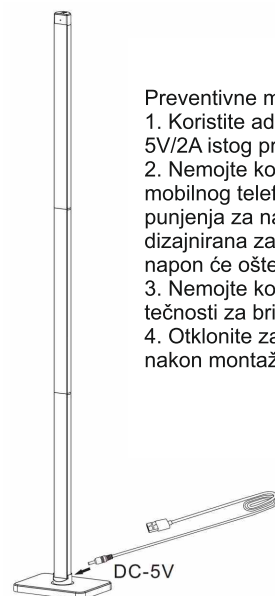 Preventivne m
1. Koristite ad
5V/2A istog pr
2. Nemojte ko
mobilnog telef
punjenja za na
dizajnirana za
napon će ošte
3. Nemojte ko
tečnosti za bri
4. Otklonite za
nakon montaž
DC-5V